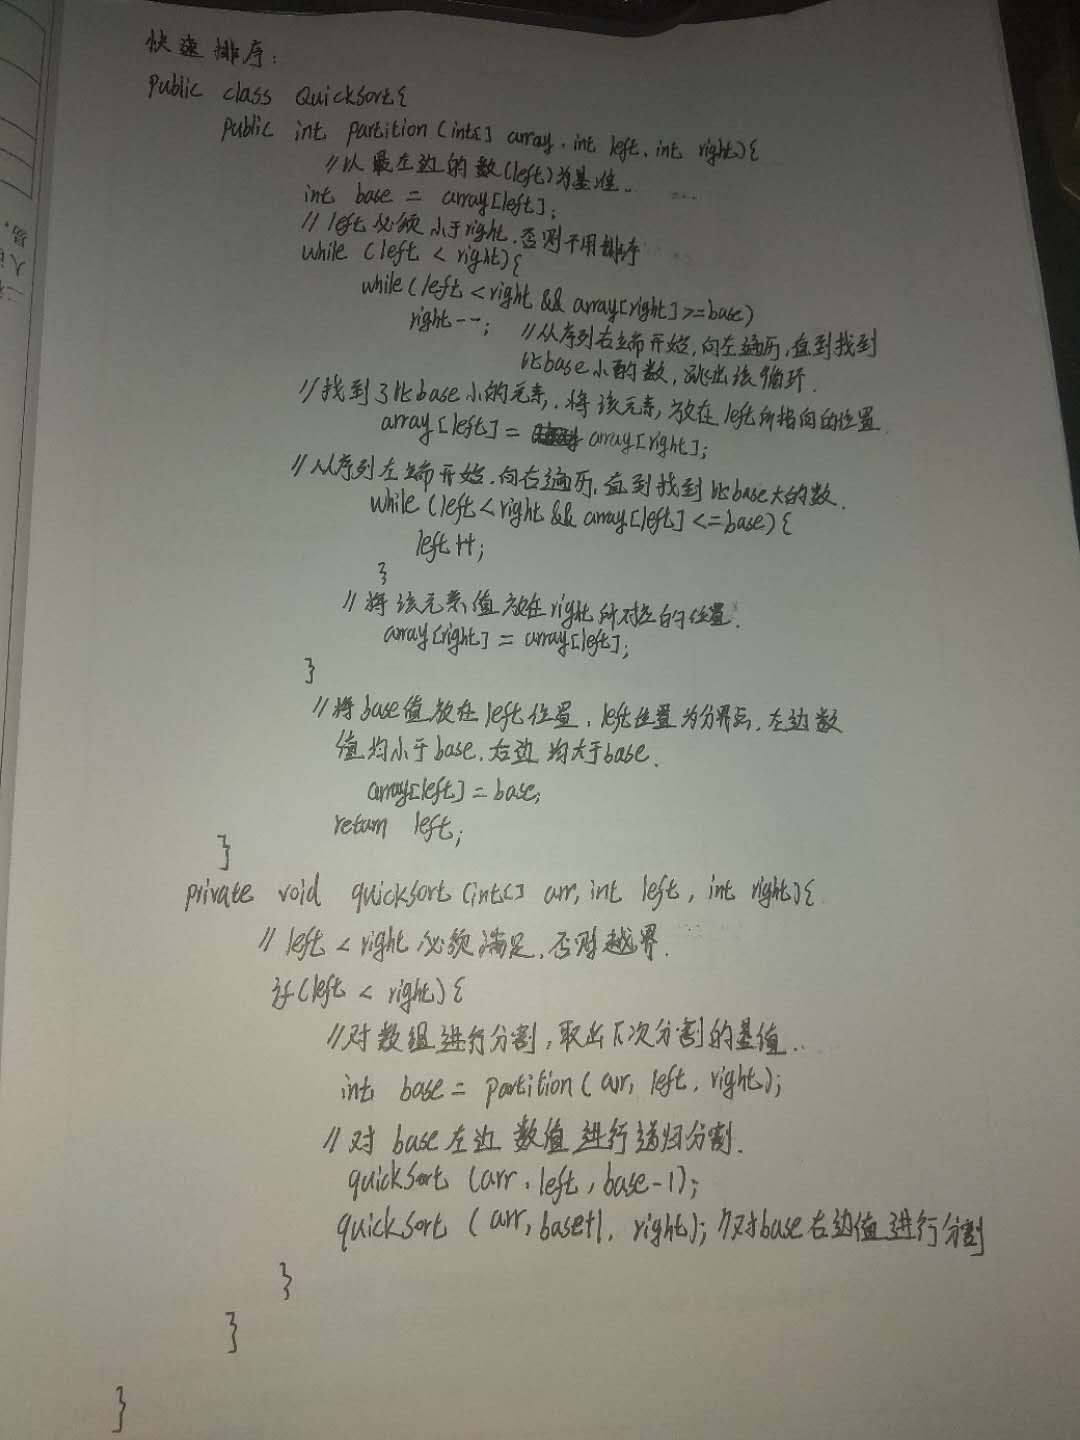 快速排序:
Public class Quicksort{
Public int partition (int[] array, int left, int right){
//以最左边的数(left)为基准.
int base = array[left];
// left必须小于right,否则不用排序
while (left < right){
while (left < right && array[right] >= base)
right--; //从序列右端开始,向左遍历,直到找到
比base小的数,跳出该循环.
//找到了比base小的元素,将该元素,放在left所指向的位置
array[left] = array[right];
//从序列左端开始,向右遍历,直到找到比base大的数.
while (left < right && array[left] <= base){
left++;
}
//将该元素值放在right所对应的位置.
array[right] = array[left];
}
//将base值放在left位置,left位置为分界点,左边数
值均小于base,右边均大于base.
array[left] = base;
return left;
}
private void quicksort (int[] arr, int left, int right){
// left < right 必须满足,否则越界.
if (left < right) {
//对数组进行分割,取出下次分割的基值..
int base = partition (arr, left, right);
//对base左边数值进行递归分割.
quicksort (arr, left, base-1);
quicksort (arr, base+1, right); //对base右边值进行分割
}
}
}